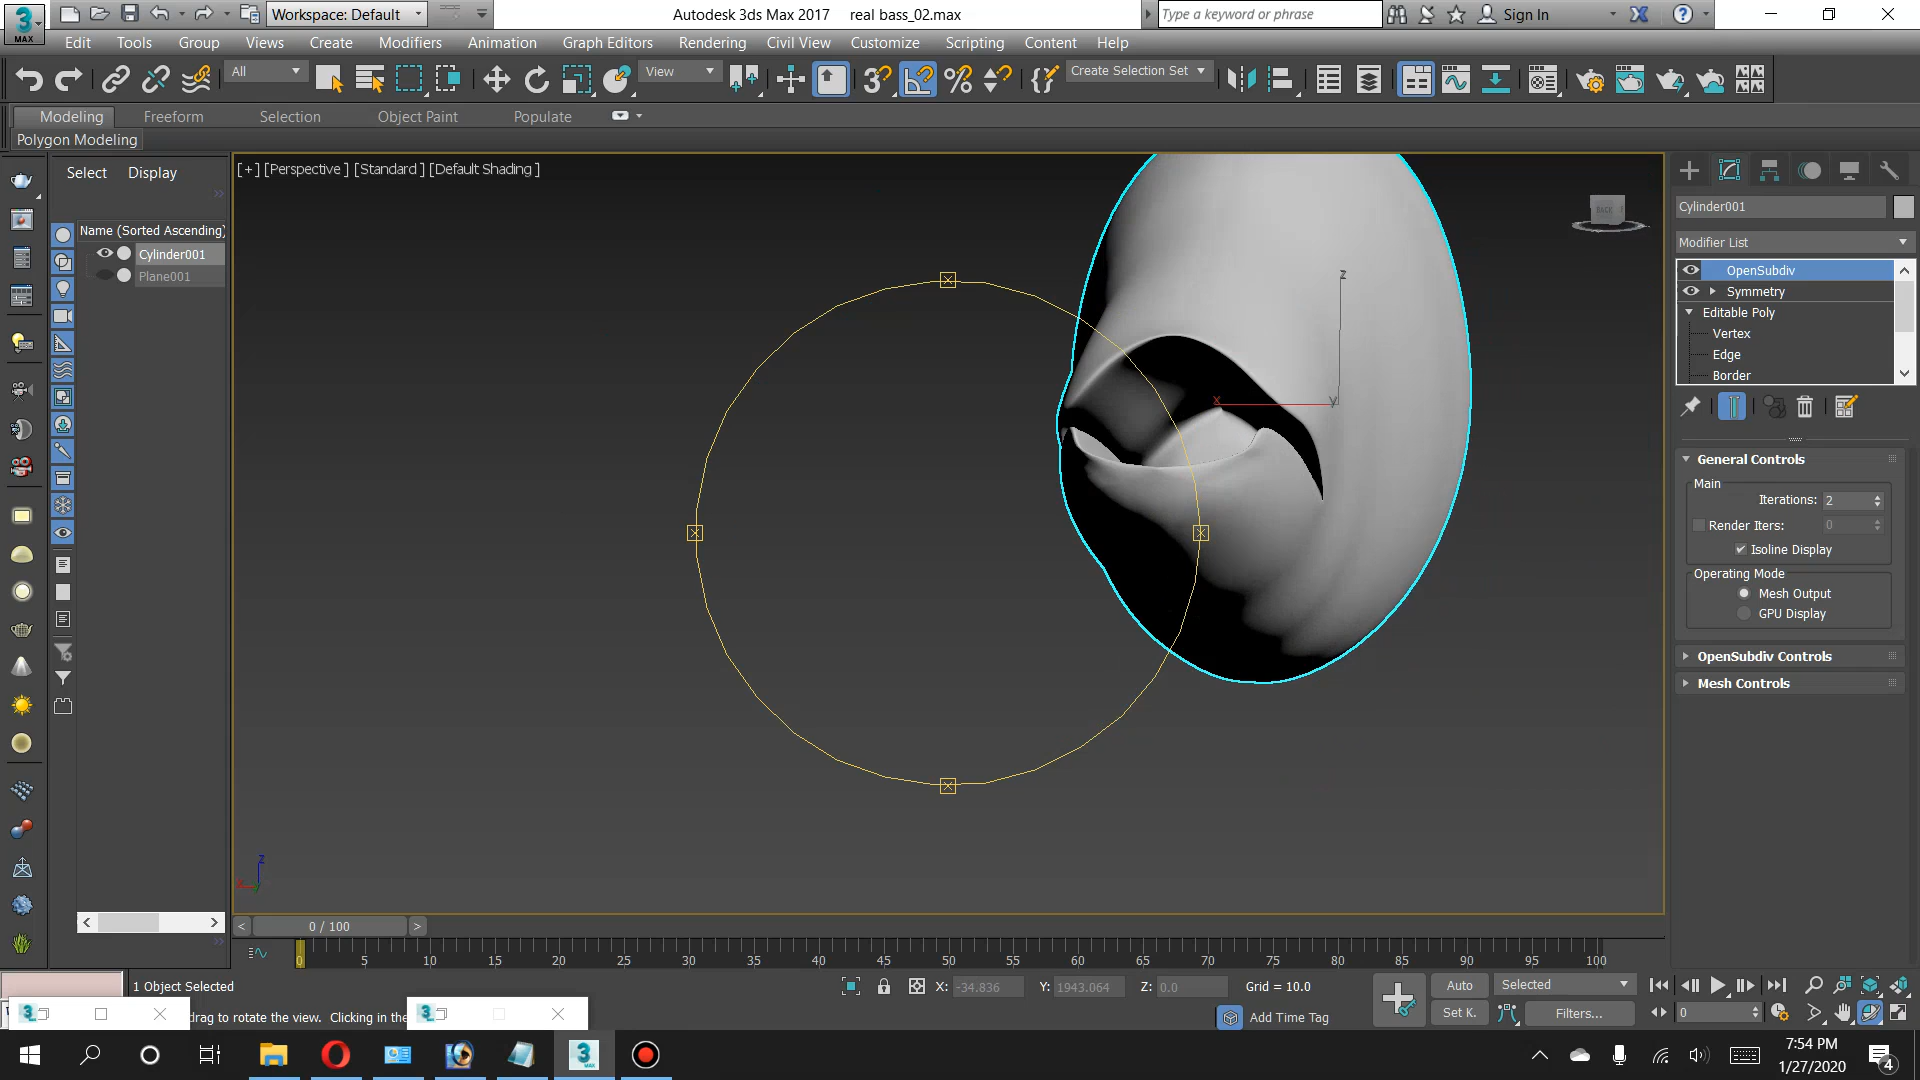 Workspace: Default
Autodesk 3ds Max 2017 real bass_02.max
Type a keyword or phrase
Sign In
MAX
Edit Tools Group Views Create Modifiers Animation Graph Editors Rendering Civil View Customize Scripting Content Help
All
View
Create Selection Set
Modeling Freeform Selection Object Paint Populate
Polygon Modeling
Select Display
Name (Sorted Ascending)
Cylinder001
Plane001
[+] [Perspective ] [Standard ] [Default Shading ]
BACK
z
x
y
z
x
y
Cylinder001
Modifier List
OpenSubdiv
Symmetry
Editable Poly
Vertex
Edge
Border
General Controls
Main
Iterations: 2
Render Iters: 0
Isoline Display
Operating Mode
Mesh Output
GPU Display
OpenSubdiv Controls
Mesh Controls
< 0 / 100 >
0 5 10 15 20 25 30 35 40 45 50 55 60 65 70 75 80 85 90 95 100
1 Object Selected
X: -34.836 Y: 1943.064 Z: 0.0 Grid = 10.0
Auto Selected
drag to rotate the view. Clicking in the
Add Time Tag
Set K. Filters... 0
7:54 PM
1/27/2020
4